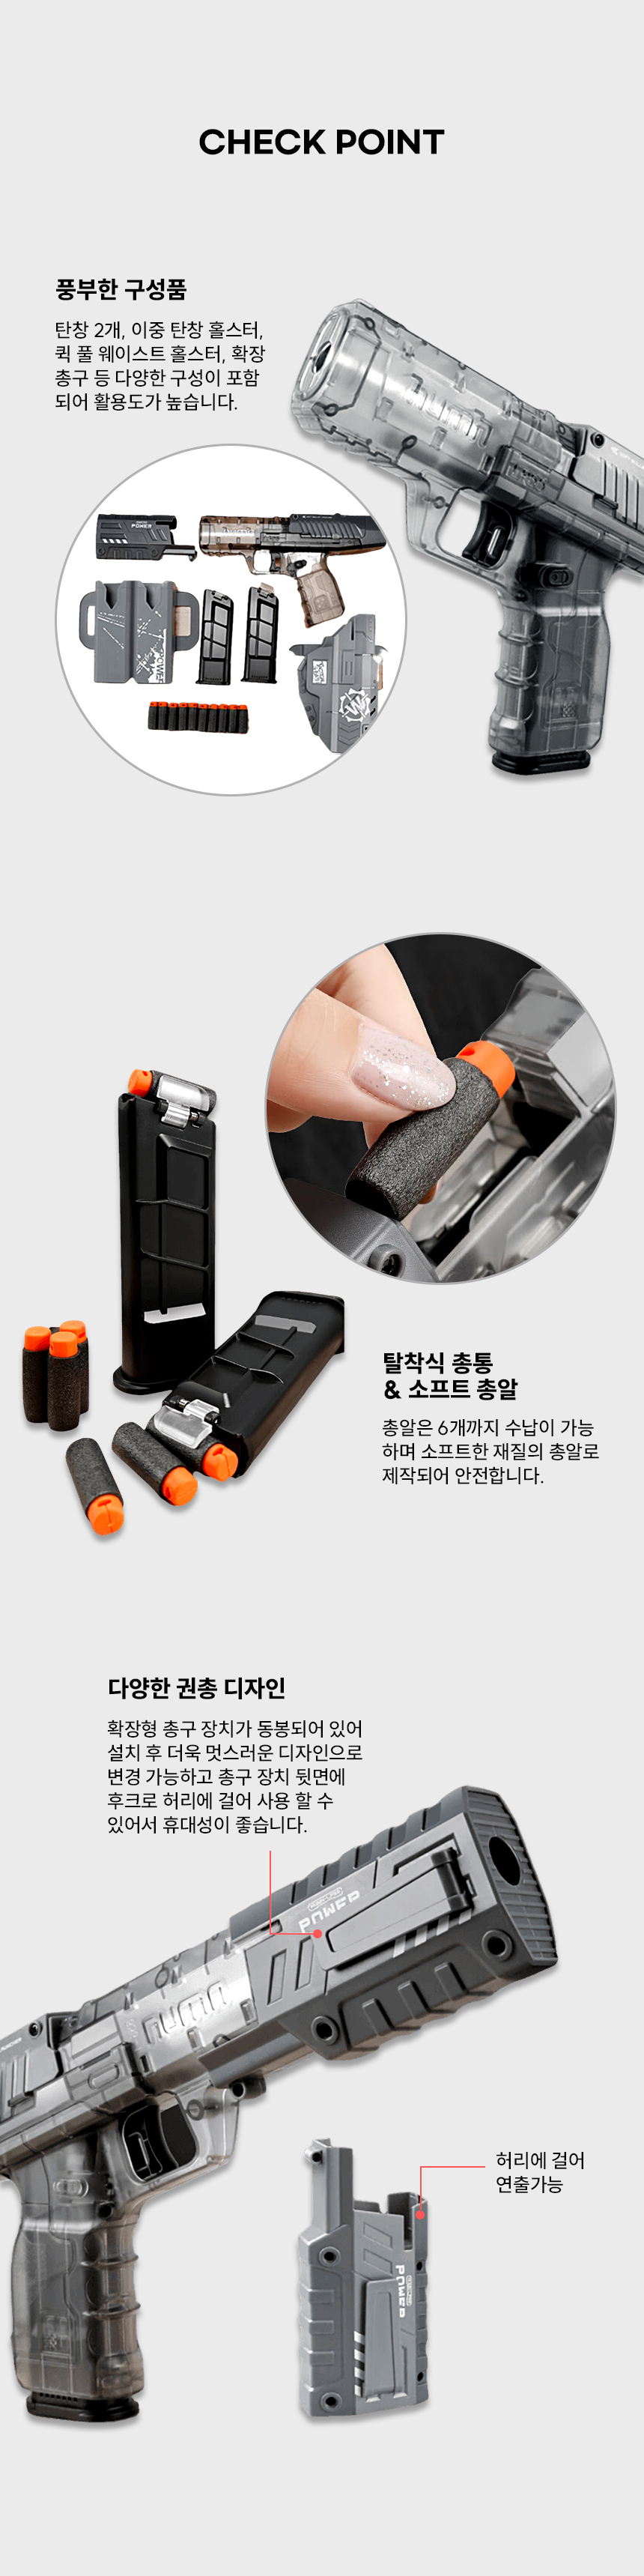 CHECK POINT
풍부한 구성품
탄창 2개, 이중 탄창 홀스터,
퀵 풀 웨이스트 홀스터, 확장
총구 등 다양한 구성이 포함
되어 활용도가 높습니다.
POWER
탈착식 총통
& 소프트 총알
총알은 6개까지 수납이 가능
하며 소프트한 재질의 총알로
제작되어 안전합니다.
다양한 권총 디자인
확장형 총구 장치가 동봉되어 있어
설치 후 더욱 멋스러운 디자인으로
변경 가능하고 총구 장치 뒷면에
후크로 허리에 걸어 사용 할 수
있어서 휴대성이 좋습니다.
POWER
허리에 걸어
연출가능
POWER